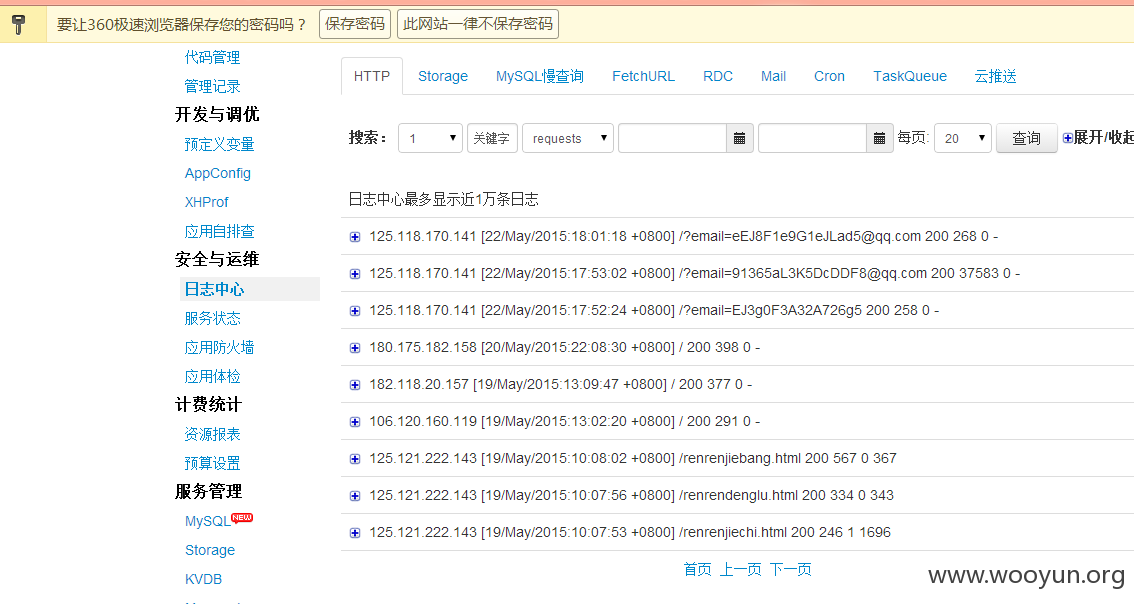 要让360极速浏览器保存您的密码吗？ 保存密码 此网站一律不保存密码
代码管理
管理记录
开发与调优
预定义变量
AppConfig
XHProf
应用自排查
安全与运维
日志中心
服务状态
应用防火墙
应用体检
计费统计
资源报表
预算设置
服务管理
MySQL NEW
Storage
KVDB
HTTP Storage MySQL慢查询 FetchURL RDC Mail Cron TaskQueue 云推送
搜索： 1 关键字 requests 每页: 20 查询 展开/收起
日志中心最多显示近1万条日志
125.118.170.141 [22/May/2015:18:01:18 +0800] /?email=eEJ8F1e9G1eJLad5@qq.com 200 268 0 -
125.118.170.141 [22/May/2015:17:53:02 +0800] /?email=91365aL3K5DcDDF8@qq.com 200 37583 0 -
125.118.170.141 [22/May/2015:17:52:24 +0800] /?email=EJ3g0F3A32A726g5 200 258 0 -
180.175.182.158 [20/May/2015:22:08:30 +0800] / 200 398 0 -
182.118.20.157 [19/May/2015:13:09:47 +0800] / 200 377 0 -
106.120.160.119 [19/May/2015:13:02:20 +0800] / 200 291 0 -
125.121.222.143 [19/May/2015:10:08:02 +0800] /renrenjiebang.html 200 567 0 367
125.121.222.143 [19/May/2015:10:07:56 +0800] /renrendenglu.html 200 334 0 343
125.121.222.143 [19/May/2015:10:07:53 +0800] /renrenjiechi.html 200 246 1 1696
首页 上一页 下一页
www.wooyun.org